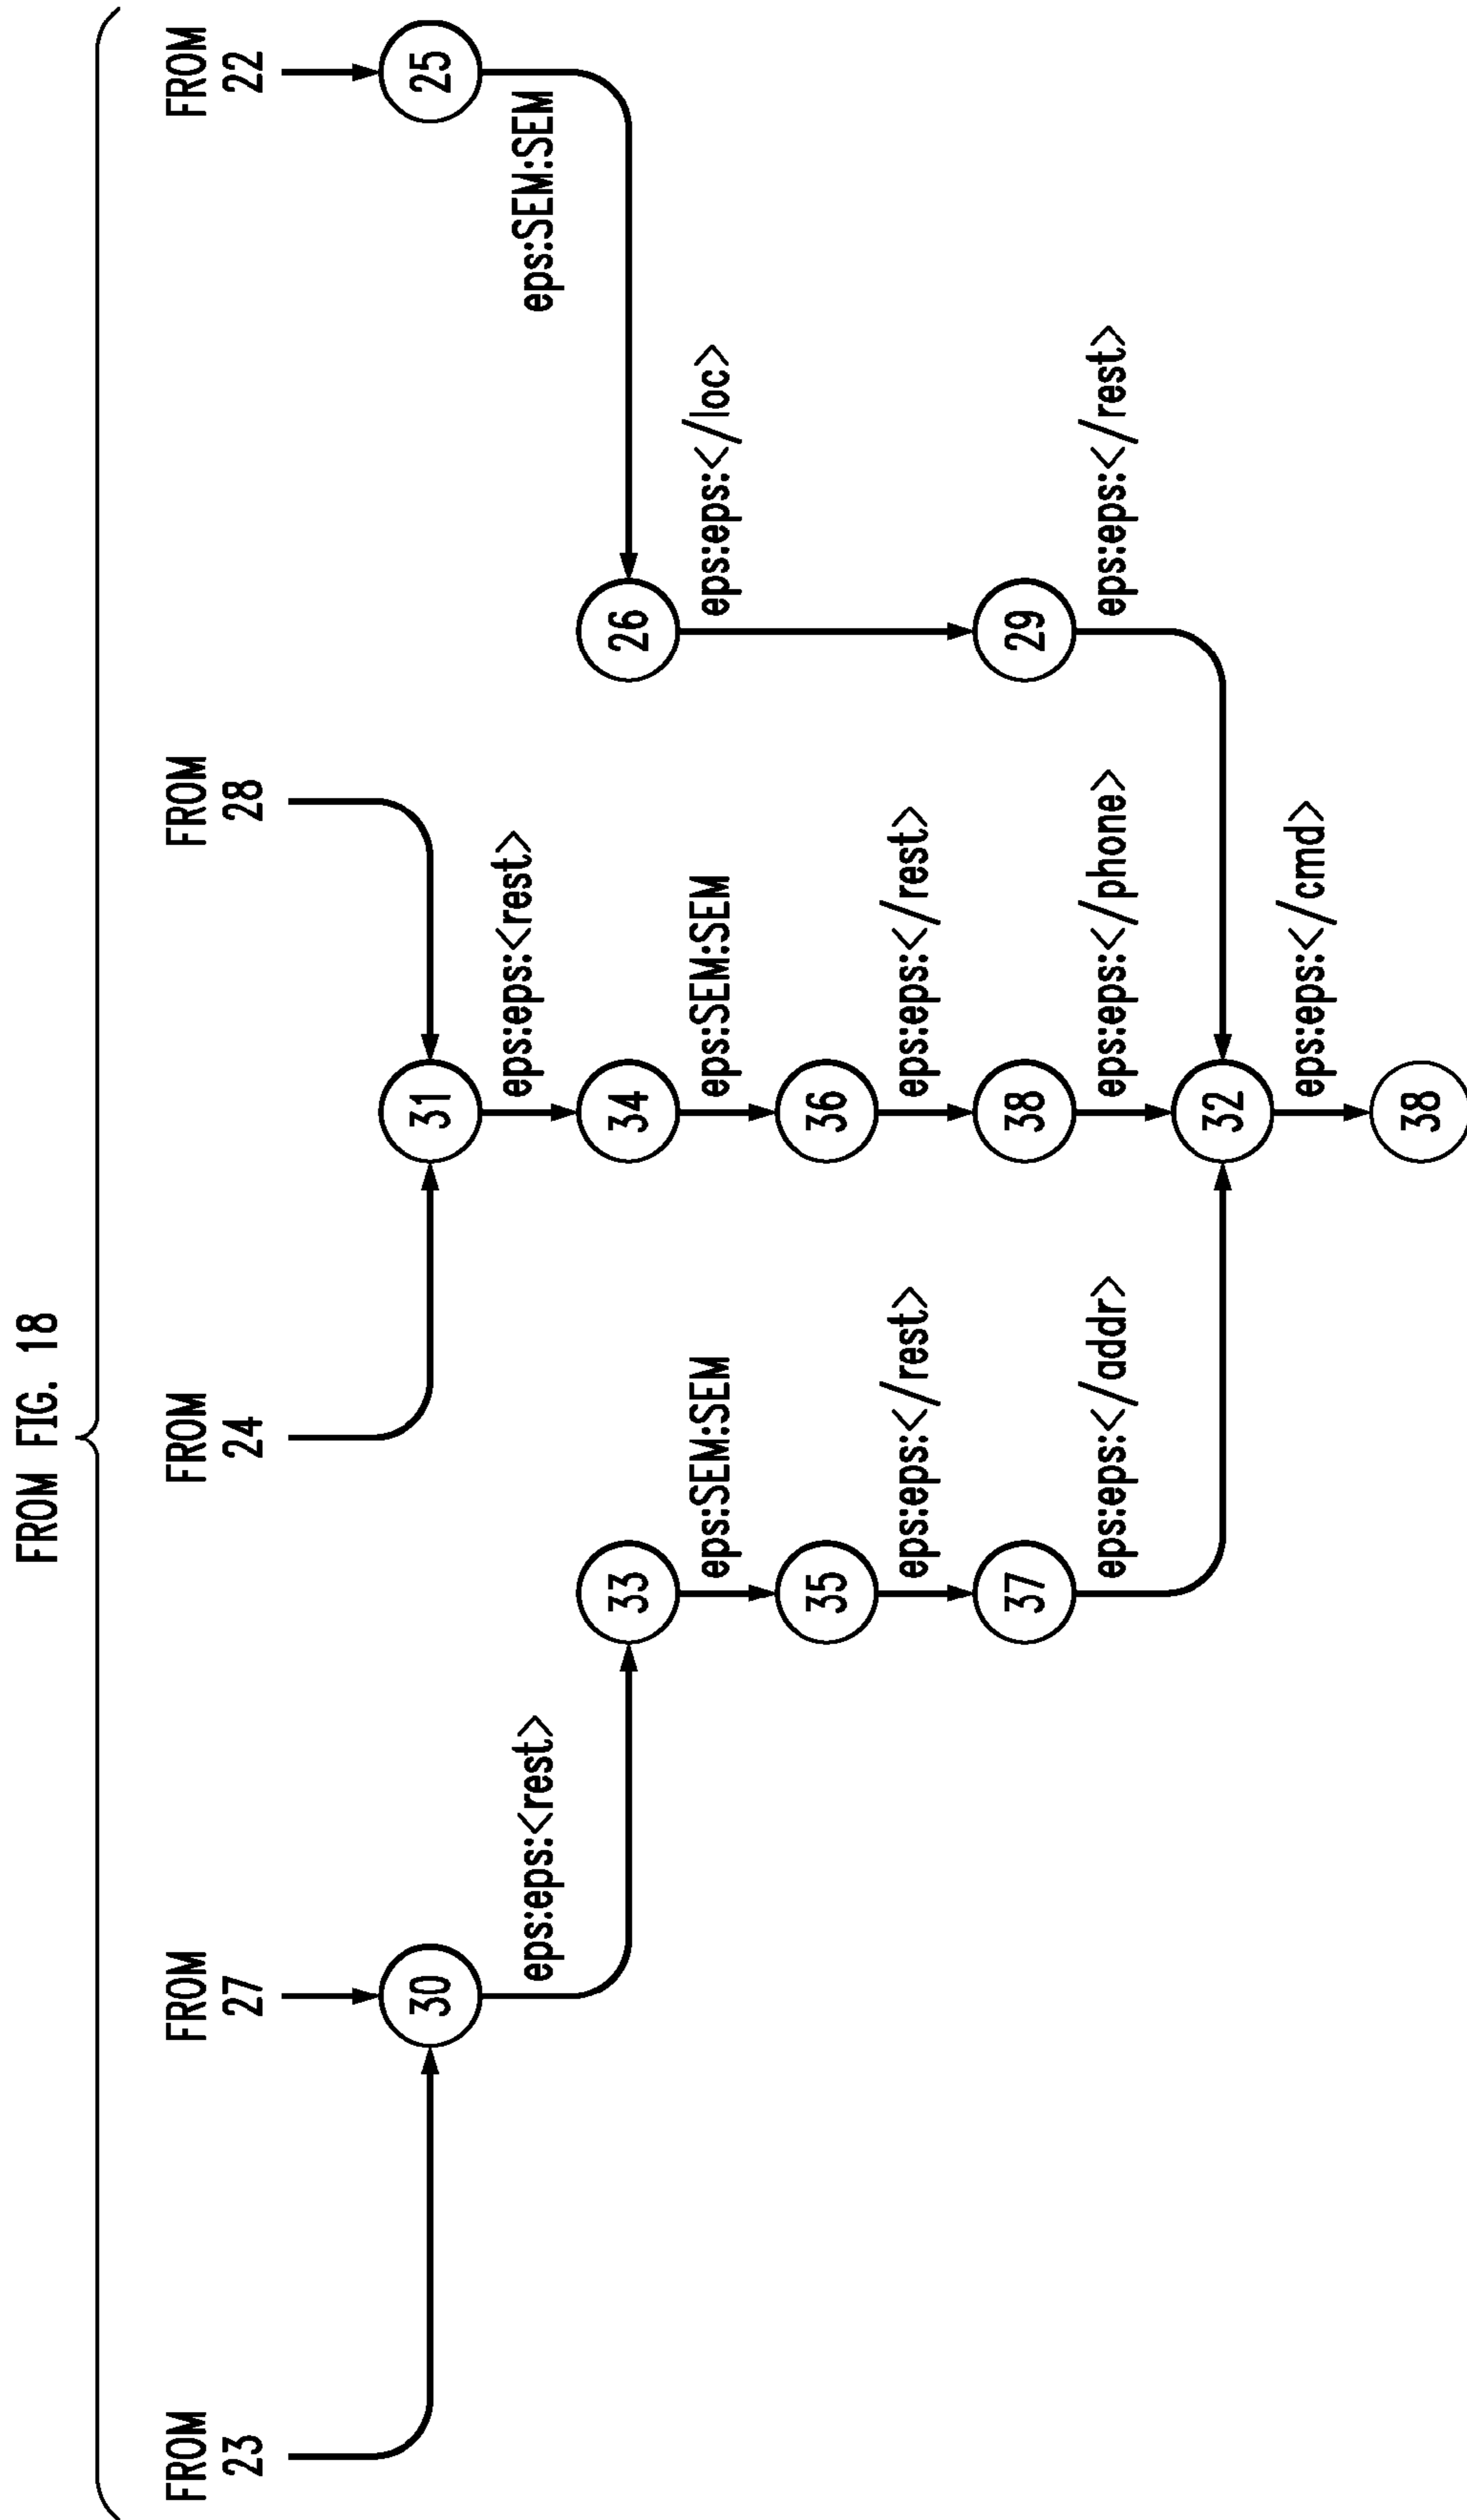 FROM FIG. 18
FROM
23
FROM
27
FROM
24
FROM
28
FROM
22
30
31
25
eps:eps:<rest>
eps:eps:<rest>
eps:SEM:SEM
33
34
26
eps:SEM:SEM
eps:SEM:SEM
eps:eps:</loc>
35
36
eps:eps:</rest>
eps:eps:</rest>
37
38
29
eps:eps:</addr>
eps:eps:</phone>
eps:eps:</rest>
32
eps:eps:</cmd>
38